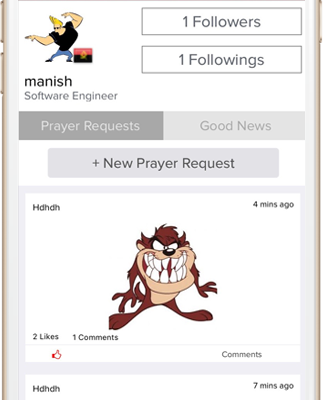 1 Followers
1 Followings
manish
Software Engineer
Prayer Requests
Good News
+ New Prayer Request
Hdhdh
4 mins ago
2 Likes
1 Comments
Comments
Hdhdh
7 mins ago